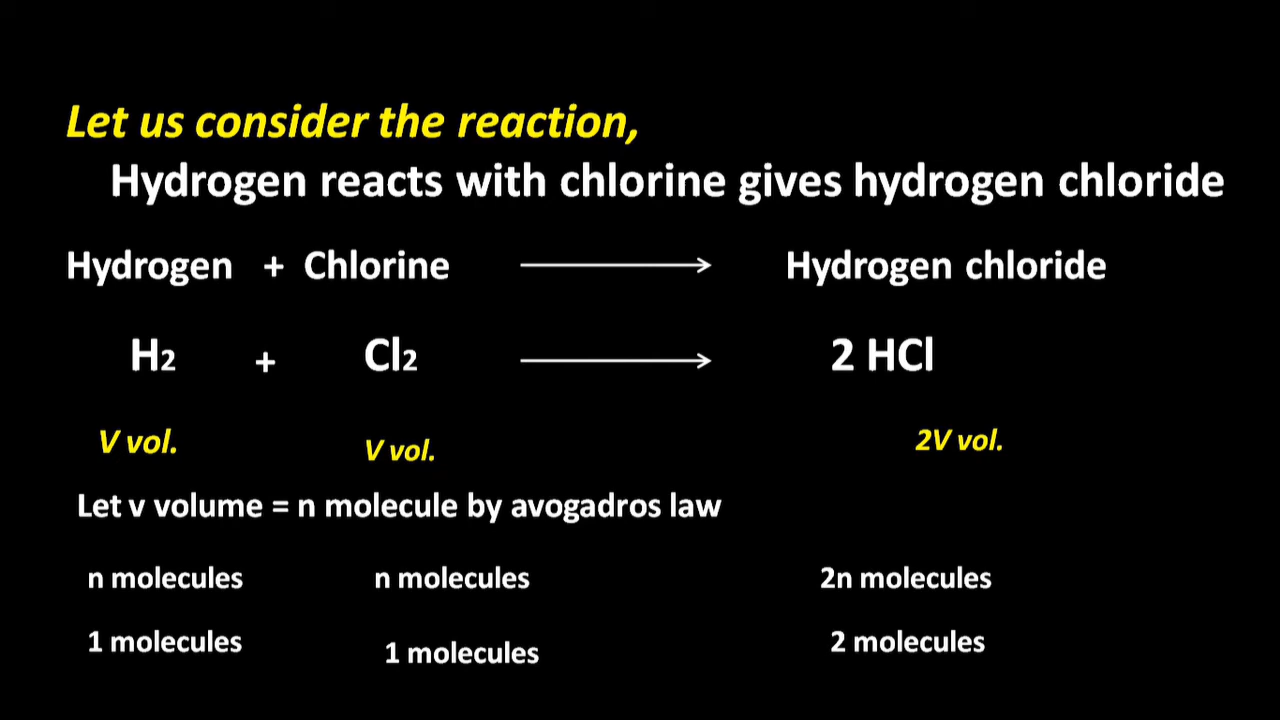 Let us consider the reaction,
Hydrogen reacts with chlorine gives hydrogen chloride
Hydrogen + Chlorine ⟶ Hydrogen chloride
H₂ + Cl₂ ⟶ 2 HCl
V vol. V vol. 2V vol.
Let v volume = n molecule by avogadros law
n molecules n molecules 2n molecules
1 molecules 1 molecules 2 molecules